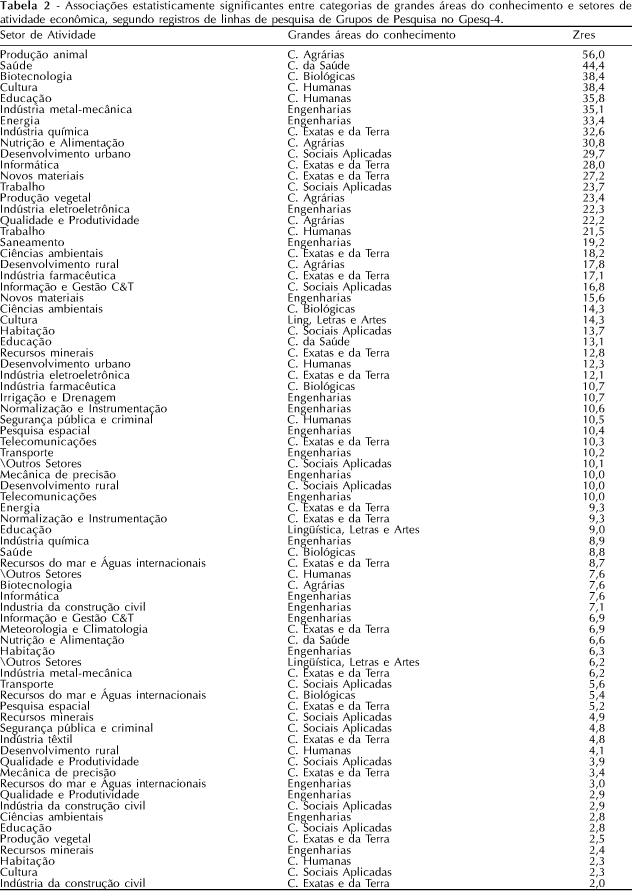 Tabela 2 - Associações estatisticamente significantes entre categorias de grandes áreas do conhecimento e setores de
atividade econômica, segundo registros de linhas de pesquisa de Grupos de Pesquisa no Gpesq-4.
Setor de Atividade Grandes áreas do conhecimento Zres
Produção animal C. Agrárias 56,0
Saúde C. da Saúde 44,4
Biotecnologia C. Biológicas 38,4
Cultura C. Humanas 38,4
Educação C. Humanas 35,8
Indústria metal-mecânica Engenharias 35,1
Energia Engenharias 33,4
Indústria química C. Exatas e da Terra 32,6
Nutrição e Alimentação C. Agrárias 30,8
Desenvolvimento urbano C. Sociais Aplicadas 29,7
Informática C. Exatas e da Terra 28,0
Novos materiais C. Exatas e da Terra 27,2
Trabalho C. Sociais Aplicadas 23,7
Produção vegetal C. Agrárias 23,4
Indústria eletroeletrônica Engenharias 22,3
Qualidade e Produtividade C. Agrárias 22,2
Trabalho C. Humanas 21,5
Saneamento Engenharias 19,2
Ciências ambientais C. Exatas e da Terra 18,2
Desenvolvimento rural C. Agrárias 17,8
Indústria farmacêutica C. Exatas e da Terra 17,1
Informação e Gestão C&T C. Sociais Aplicadas 16,8
Novos materiais Engenharias 15,6
Ciências ambientais C. Biológicas 14,3
Cultura Ling, Letras e Artes 14,3
Habitação C. Sociais Aplicadas 13,7
Educação C. da Saúde 13,1
Recursos minerais C. Exatas e da Terra 12,8
Desenvolvimento urbano C. Humanas 12,3
Indústria eletroeletrônica C. Exatas e da Terra 12,1
Indústria farmacêutica C. Biológicas 10,7
Irrigação e Drenagem Engenharias 10,7
Normalização e Instrumentação Engenharias 10,6
Segurança pública e criminal C. Humanas 10,5
Pesquisa espacial Engenharias 10,4
Telecomunicações C. Exatas e da Terra 10,3
Transporte Engenharias 10,2
\Outros Setores C. Sociais Aplicadas 10,1
Mecânica de precisão Engenharias 10,0
Desenvolvimento rural C. Sociais Aplicadas 10,0
Telecomunicações Engenharias 10,0
Energia C. Exatas e da Terra 9,3
Normalização e Instrumentação C. Exatas e da Terra 9,3
Educação Lingüística, Letras e Artes 9,0
Indústria química Engenharias 8,9
Saúde C. Biológicas 8,8
Recursos do mar e Águas internacionais C. Exatas e da Terra 8,7
\Outros Setores C. Humanas 7,6
Biotecnologia C. Agrárias 7,6
Informática Engenharias 7,6
Industria da construção civil Engenharias 7,1
Informação e Gestão C&T Engenharias 6,9
Meteorologia e Climatologia C. Exatas e da Terra 6,9
Nutrição e Alimentação C. da Saúde 6,6
Habitação Engenharias 6,3
\Outros Setores Lingüística, Letras e Artes 6,2
Indústria metal-mecânica C. Exatas e da Terra 6,2
Transporte C. Sociais Aplicadas 5,6
Recursos do mar e Águas internacionais C. Biológicas 5,4
Pesquisa espacial C. Exatas e da Terra 5,2
Recursos minerais C. Sociais Aplicadas 4,9
Segurança pública e criminal C. Sociais Aplicadas 4,8
Indústria têxtil C. Exatas e da Terra 4,8
Desenvolvimento rural C. Humanas 4,1
Qualidade e Produtividade C. Sociais Aplicadas 3,9
Mecânica de precisão C. Exatas e da Terra 3,4
Recursos do mar e Águas internacionais Engenharias 3,0
Qualidade e Produtividade Engenharias 2,9
Indústria da construção civil C. Sociais Aplicadas 2,9
Ciências ambientais Engenharias 2,8
Educação C. Sociais Aplicadas 2,8
Produção vegetal C. Exatas e da Terra 2,5
Recursos minerais Engenharias 2,4
Habitação C. Humanas 2,3
Cultura C. Sociais Aplicadas 2,3
Indústria da construção civil C. Exatas e da Terra 2,0